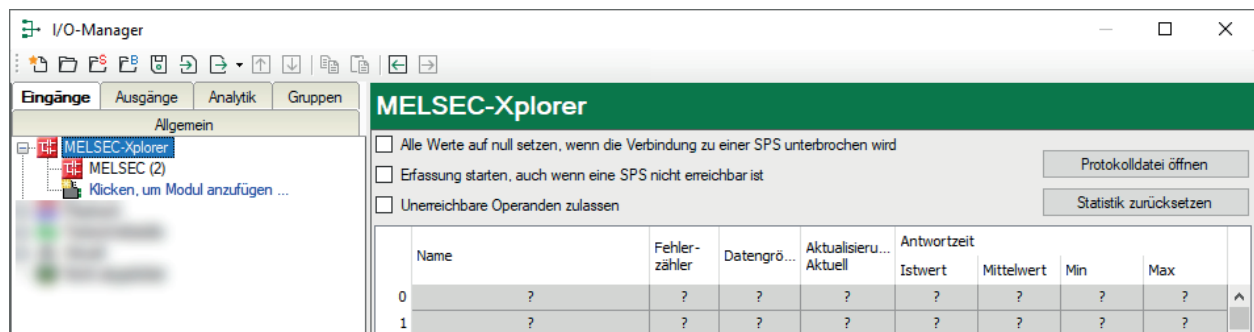 I/O-Manager
Eingänge Ausgänge Analytik Gruppen
Allgemein
MELSEC-Xplorer
MELSEC (2)
Klicken, um Modul anzufügen ...
MELSEC-Xplorer
Alle Werte auf null setzen, wenn die Verbindung zu einer SPS unterbrochen wird
Erfassung starten, auch wenn eine SPS nicht erreichbar ist
Unerreichbare Operanden zulassen
Protokolldatei öffnen
Statistik zurücksetzen
Name Fehler-zähler Datengrö... Aktualisieru... Aktuell Antwortzeit
Istwert Mittelwert Min Max
0 ? ? ? ? ? ? ? ?
1 ? ? ? ? ? ? ? ?